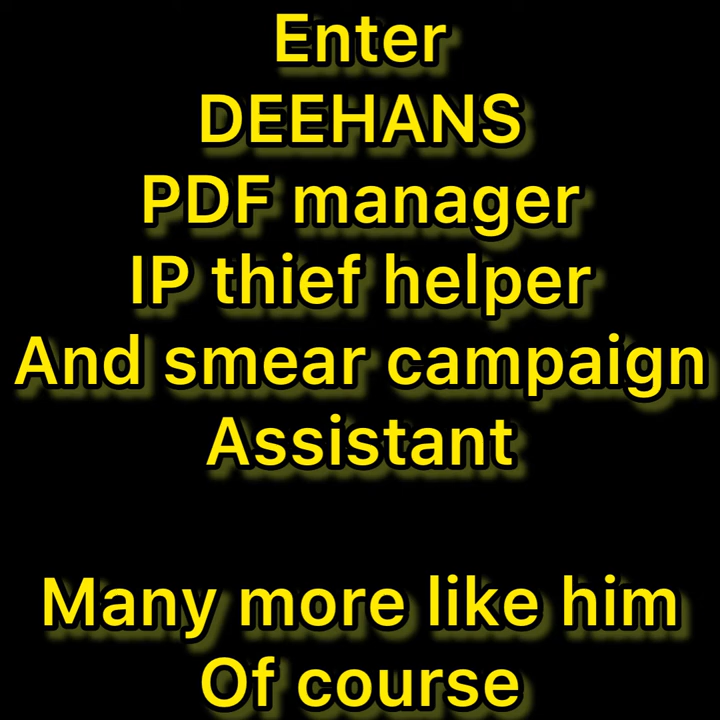 Enter
DEEHANS
PDF manager
IP thief helper
And smear campaign
Assistant
Many more like him
Of course